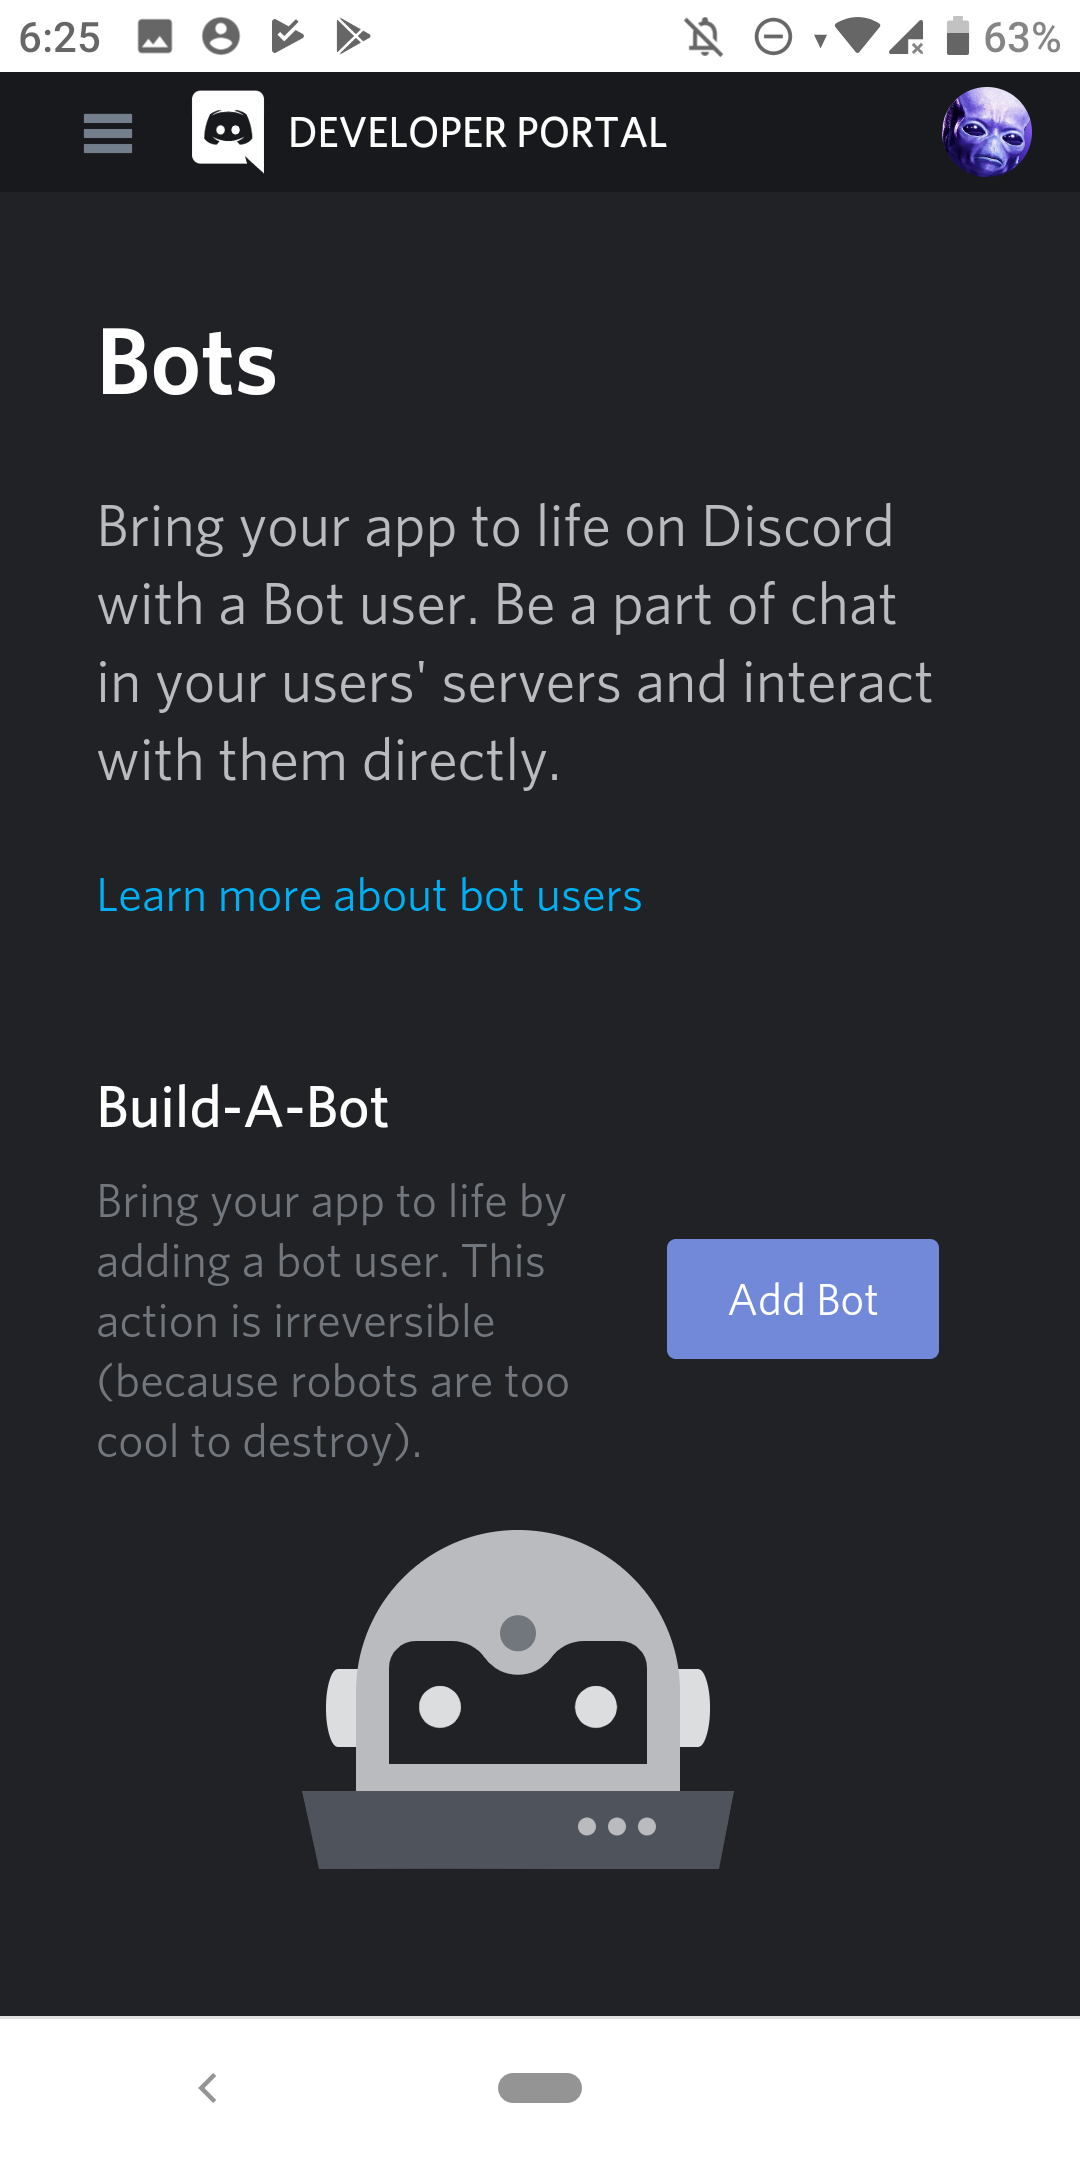 6:25
63%
DEVELOPER PORTAL
Bots
Bring your app to life on Discord
with a Bot user. Be a part of chat
in your users' servers and interact
with them directly.
Learn more about bot users
Build-A-Bot
Bring your app to life by
adding a bot user. This
action is irreversible
(because robots are too
cool to destroy).
Add Bot